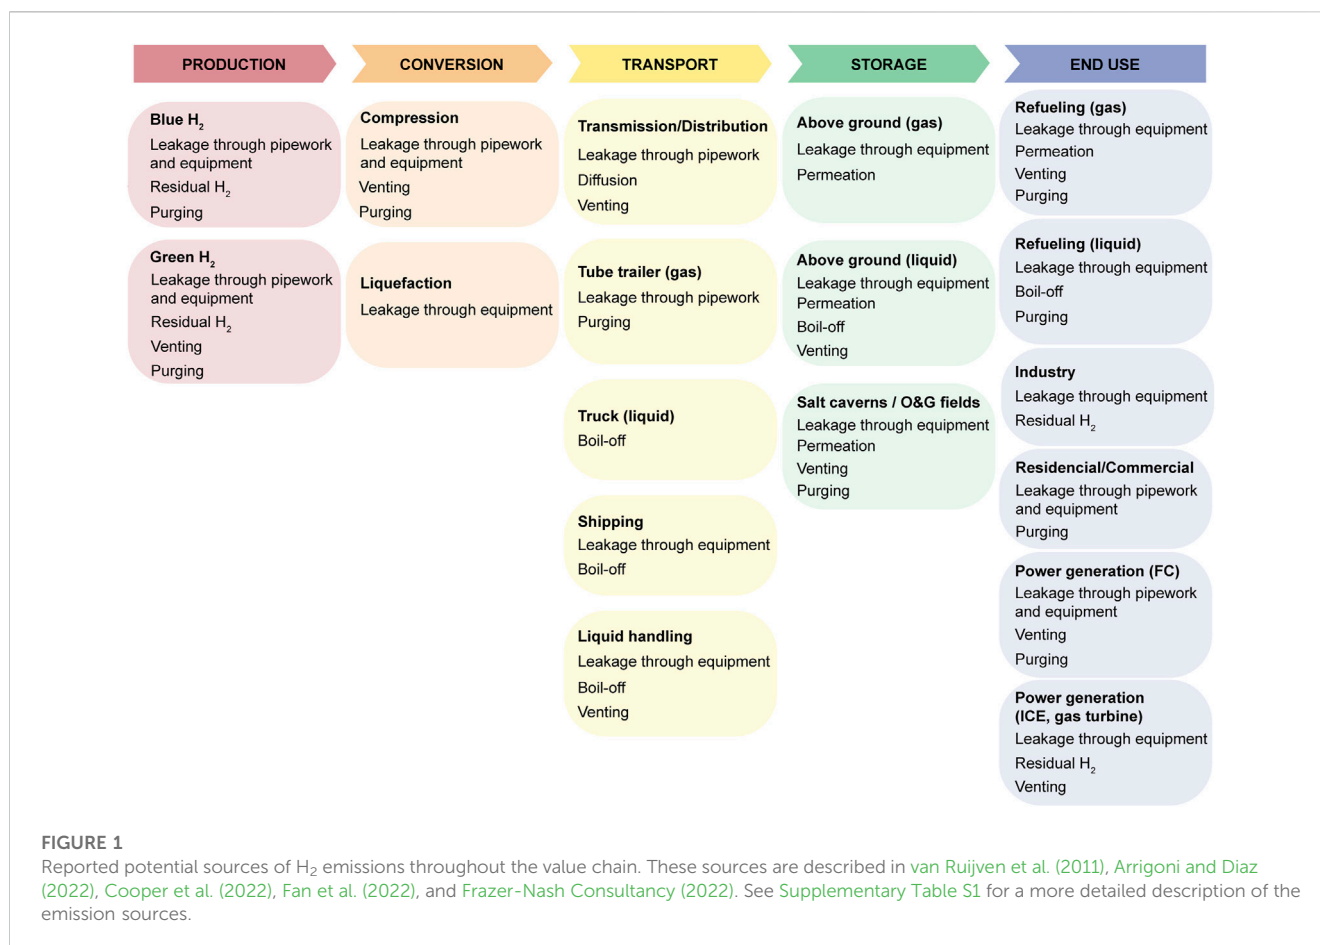 PRODUCTION
CONVERSION
TRANSPORT
STORAGE
END USE
Blue H₂
Leakage through pipework
and equipment
Residual H₂
Purging
Green H₂
Leakage through pipework
and equipment
Residual H₂
Venting
Purging
Compression
Leakage through pipework
and equipment
Venting
Purging
Liquefaction
Leakage through equipment
Transmission/Distribution
Leakage through pipework
Diffusion
Venting
Tube trailer (gas)
Leakage through pipework
Purging
Truck (liquid)
Boil-off
Shipping
Leakage through equipment
Boil-off
Liquid handling
Leakage through equipment
Boil-off
Venting
Above ground (gas)
Leakage through equipment
Permeation
Above ground (liquid)
Leakage through equipment
Permeation
Boil-off
Venting
Salt caverns / O&G fields
Leakage through equipment
Permeation
Venting
Purging
Refueling (gas)
Leakage through equipment
Permeation
Venting
Purging
Refueling (liquid)
Leakage through equipment
Boil-off
Purging
Industry
Leakage through equipment
Residual H₂
Residencial/Commercial
Leakage through pipework
and equipment
Purging
Power generation (FC)
Leakage through pipework
and equipment
Venting
Purging
Power generation
(ICE, gas turbine)
Leakage through equipment
Residual H₂
Venting
FIGURE 1
Reported potential sources of H₂ emissions throughout the value chain. These sources are described in van Ruijven et al. (2011), Arrigoni and Diaz
(2022), Cooper et al. (2022), Fan et al. (2022), and Frazer-Nash Consultancy (2022). See Supplementary Table S1 for a more detailed description of the
emission sources.